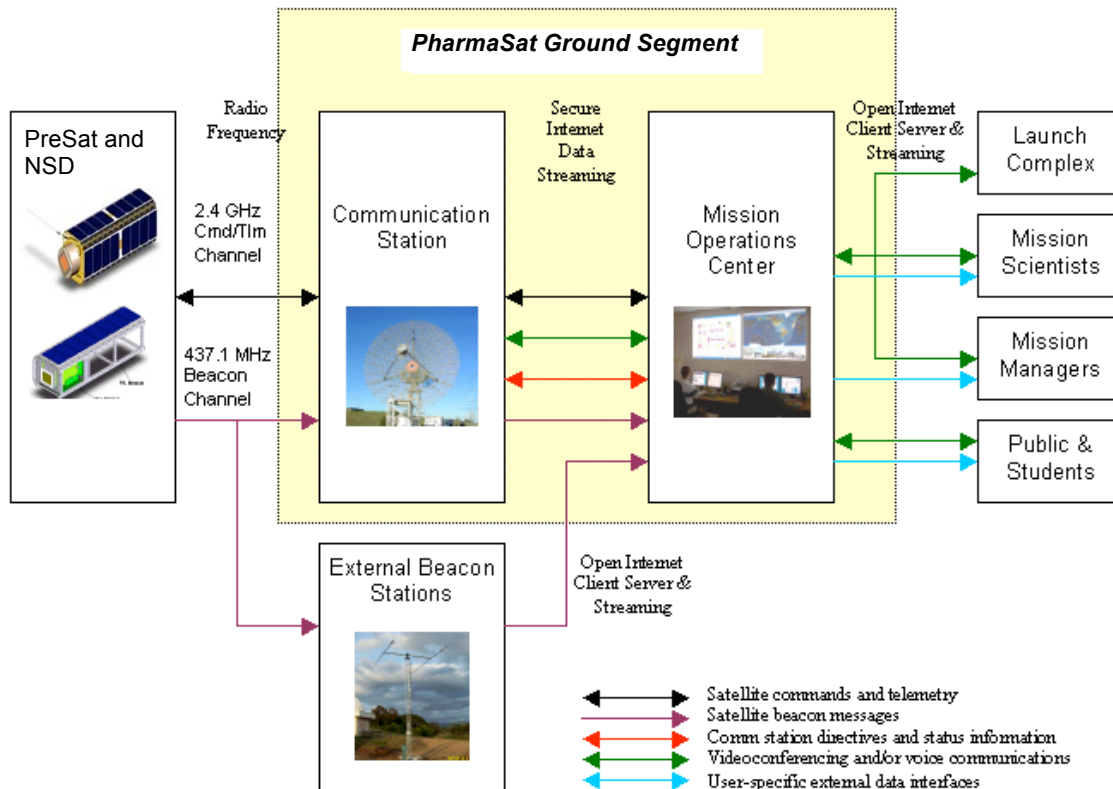 PharmaSat Ground Segment
Radio
Frequency
Secure
Internet
Data
Streaming
Open Internet
Client Server &
Streaming
PreSat and
NSD
2.4 GHz
Cmd/Tlm
Channel
437.1 MHz
Beacon
Channel
Communication
Station
Mission
Operations
Center
Launch
Complex
Mission
Scientists
Mission
Managers
Public &
Students
External Beacon
Stations
Open Internet
Client Server &
Streaming
Satellite commands and telemetry
Satellite beacon messages
Comm station directives and status information
Videoconferencing and/or voice communications
User-specific external data interfaces